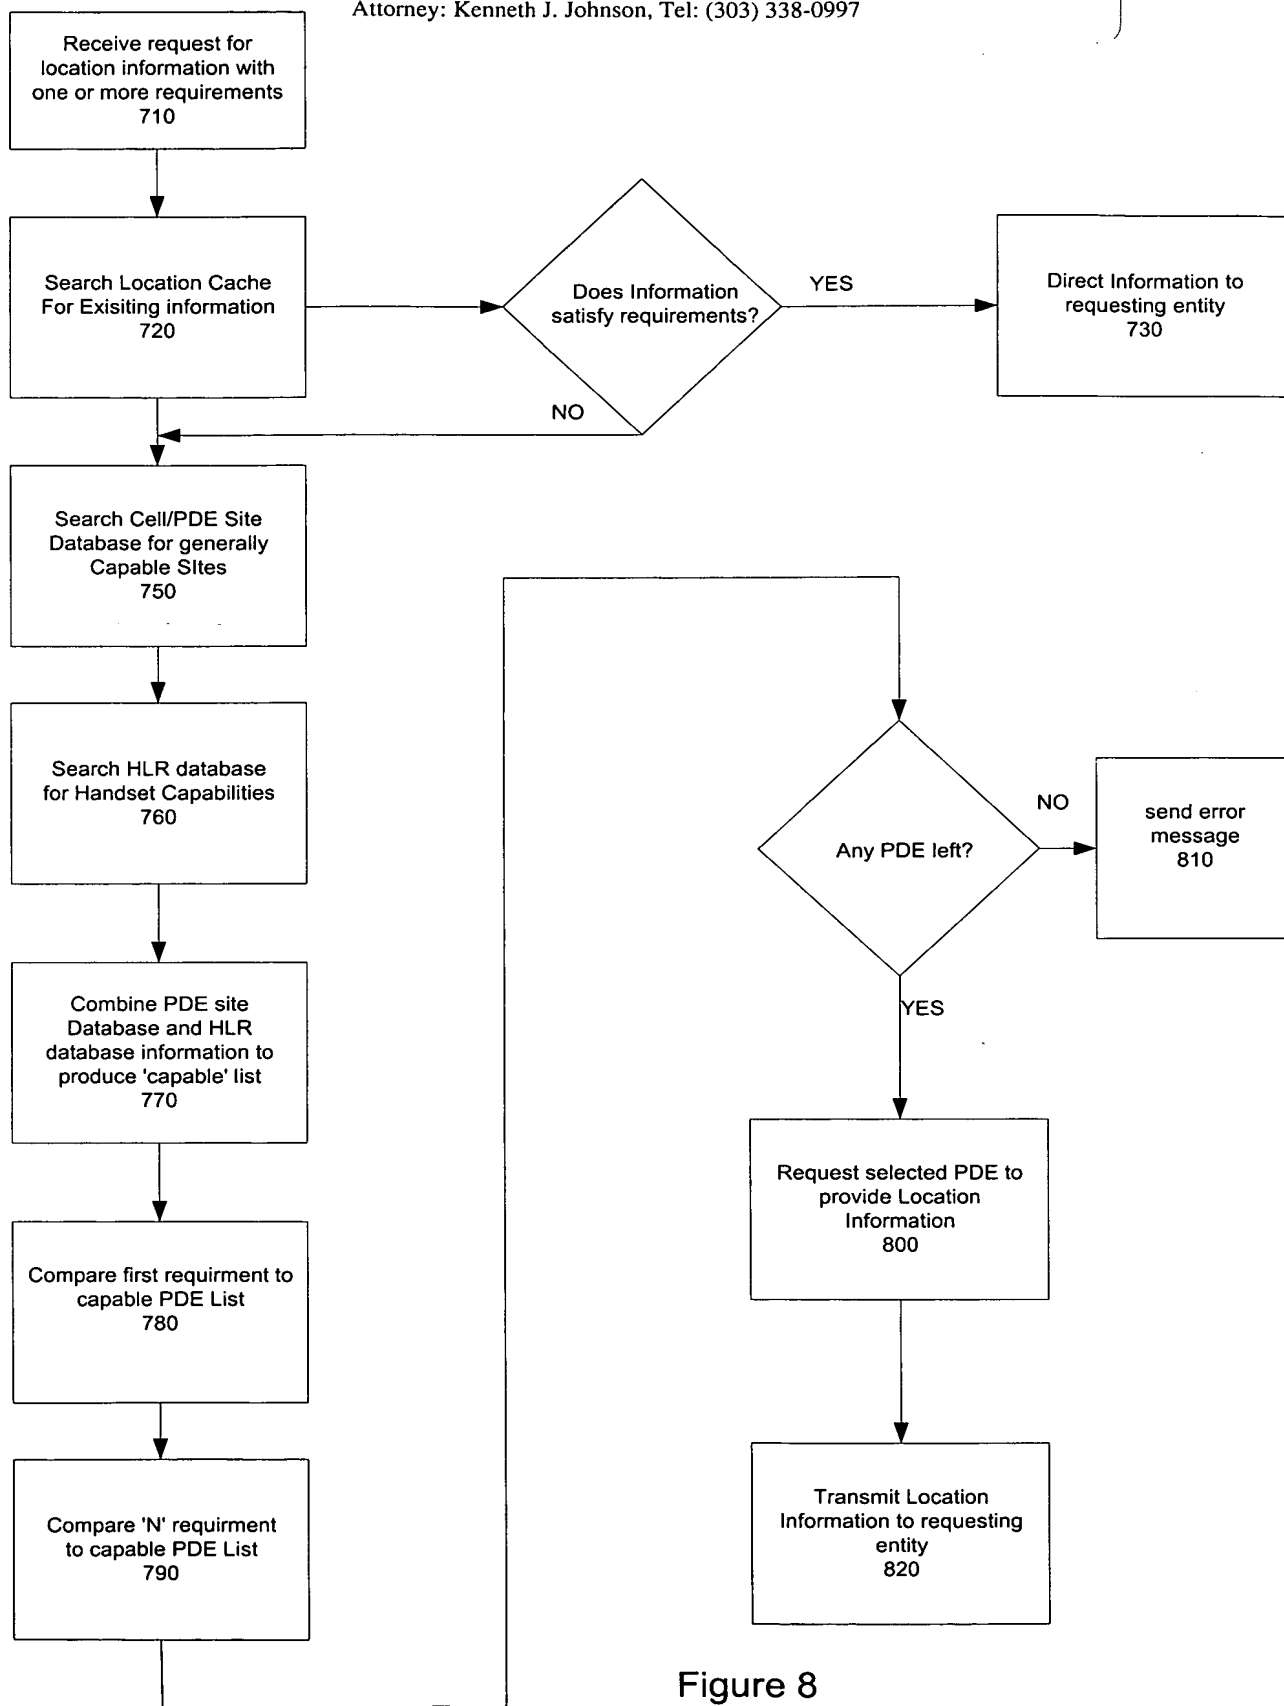 Attorney: Kenneth J. Johnson, Tel: (303) 338-0997
Receive request for
location information with
one or more requirements
710
Search Location Cache
For Exisiting information
720
Does Information
satisfy requirements?
YES
Direct Information to
requesting entity
730
NO
Search Cell/PDE Site
Database for generally
Capable SItes
750
Search HLR database
for Handset Capabilities
760
Combine PDE site
Database and HLR
database information to
produce 'capable' list
770
Compare first requirment to
capable PDE List
780
Compare 'N' requirment
to capable PDE List
790
Any PDE left?
NO
send error
message
810
YES
Request selected PDE to
provide Location
Information
800
Transmit Location
Information to requesting
entity
820
Figure 8